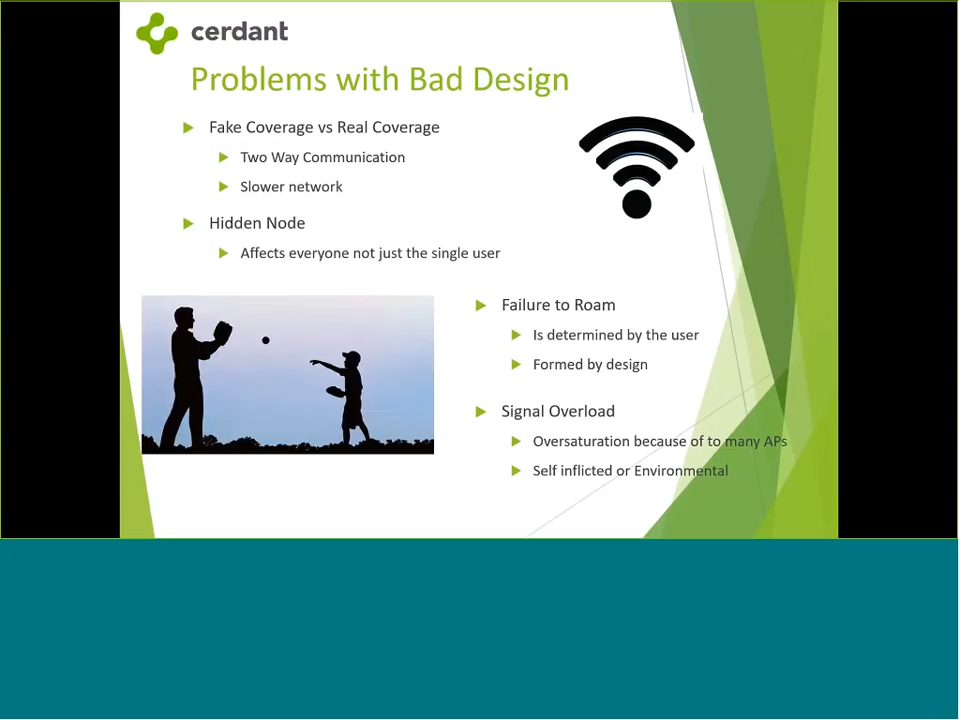 cerdant
Problems with Bad Design
Fake Coverage vs Real Coverage
Two Way Communication
Slower network
Hidden Node
Affects everyone not just the single user
Failure to Roam
Is determined by the user
Formed by design
Signal Overload
Oversaturation because of to many APs
Self inflicted or Environmental